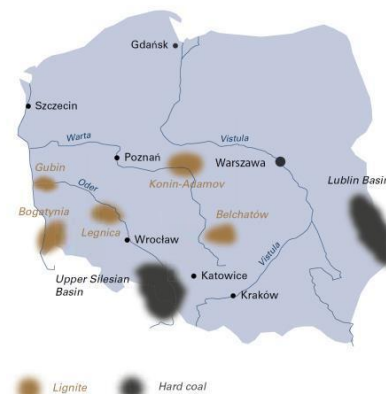 Gdańsk
Szczecin
Warta
Vistula
Poznań
Gubin
Warszawa
Konin-Adamov
Oder
Lublin Basin
Bogatynia
Belchatów
Legnica
Wrocław
Vistula
Upper Silesian
Basin
Katowice
Kraków
Lignite
Hard coal